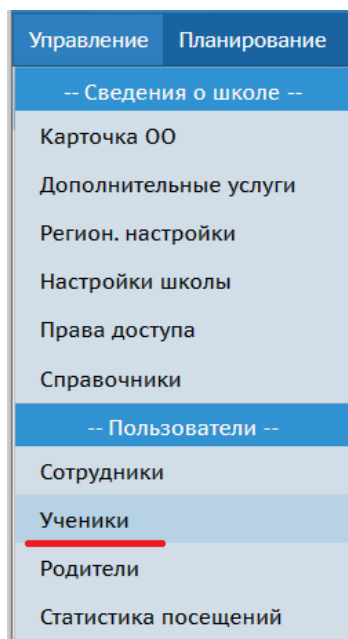 Управление Планирование
-- Сведения о школе --
Карточка ОО
Дополнительные услуги
Регион. настройки
Настройки школы
Права доступа
Справочники
-- Пользователи --
Сотрудники
Ученики
Родители
Статистика посещений